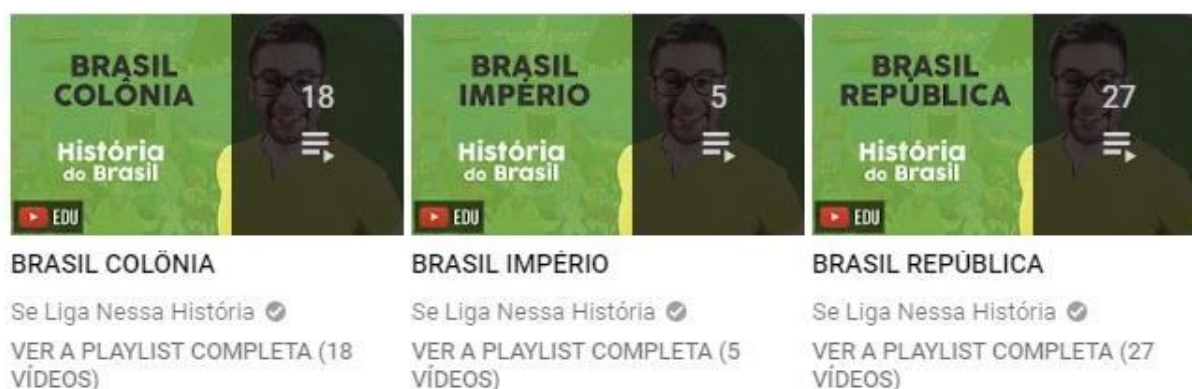 BRASIL
COLÔNIA
18
História
do Brasil
EDU
BRASIL COLÔNIA
Se Liga Nessa História
VER A PLAYLIST COMPLETA (18
VÍDEOS)
BRASIL
IMPÉRIO
5
História
do Brasil
EDU
BRASIL IMPÉRIO
Se Liga Nessa História
VER A PLAYLIST COMPLETA (5
VÍDEOS)
BRASIL
REPÚBLICA
27
História
do Brasil
EDU
BRASIL REPÚBLICA
Se Liga Nessa História
VER A PLAYLIST COMPLETA (27
VÍDEOS)